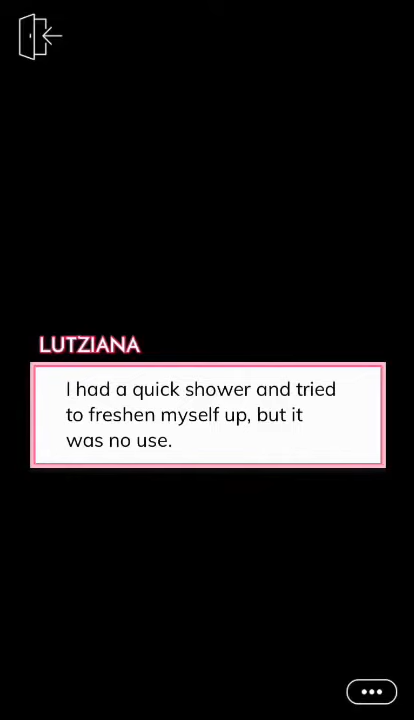 LUTZIANA
I had a quick shower and tried
to freshen myself up, but it
was no use.